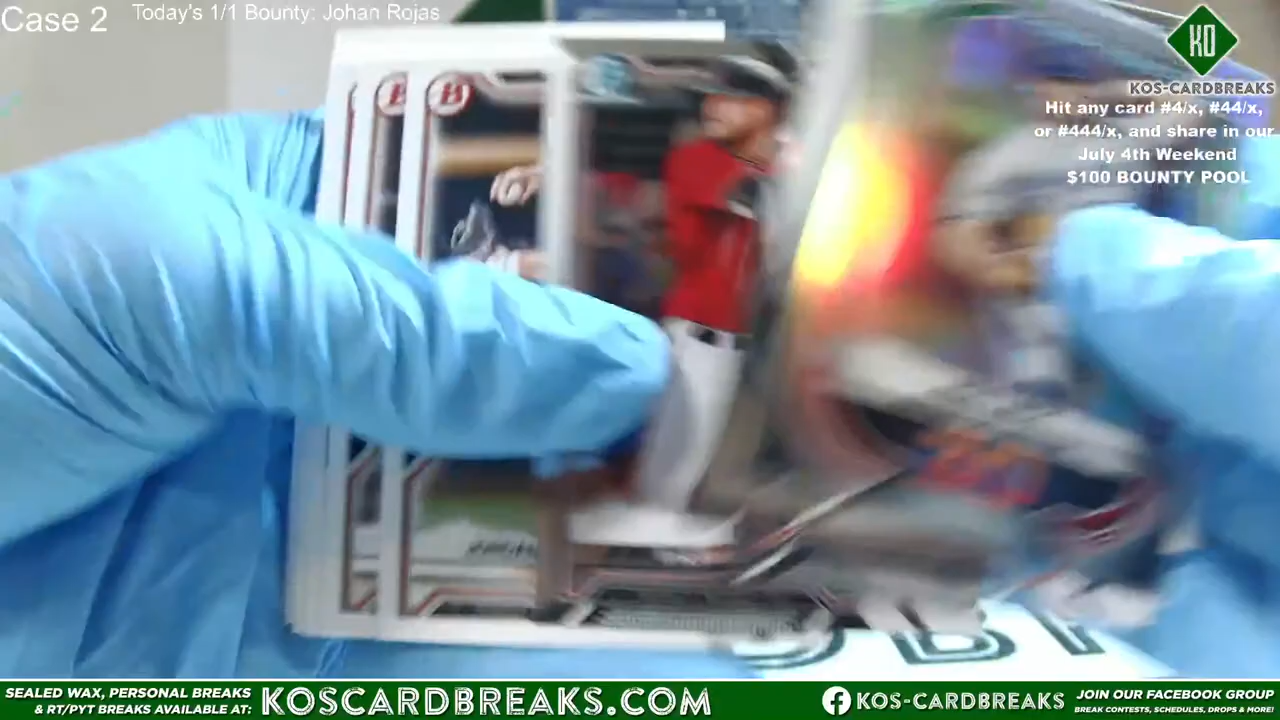 Case 2
Today's 1/1 Bounty: Johan Rojas
KO
KOS-CARDBREAKS
Hit any card #4/x, #44/x,
or #444/x, and share in our
July 4th Weekend
$100 BOUNTY POOL
B
B
SEALED WAX, PERSONAL BREAKS
& RT/PYT BREAKS AVAILABLE AT:
KOSCARDBREAKS.COM
KOS-CARDBREAKS
JOIN OUR FACEBOOK GROUP
BREAK CONTESTS, SCHEDULES, DROPS & MORE!